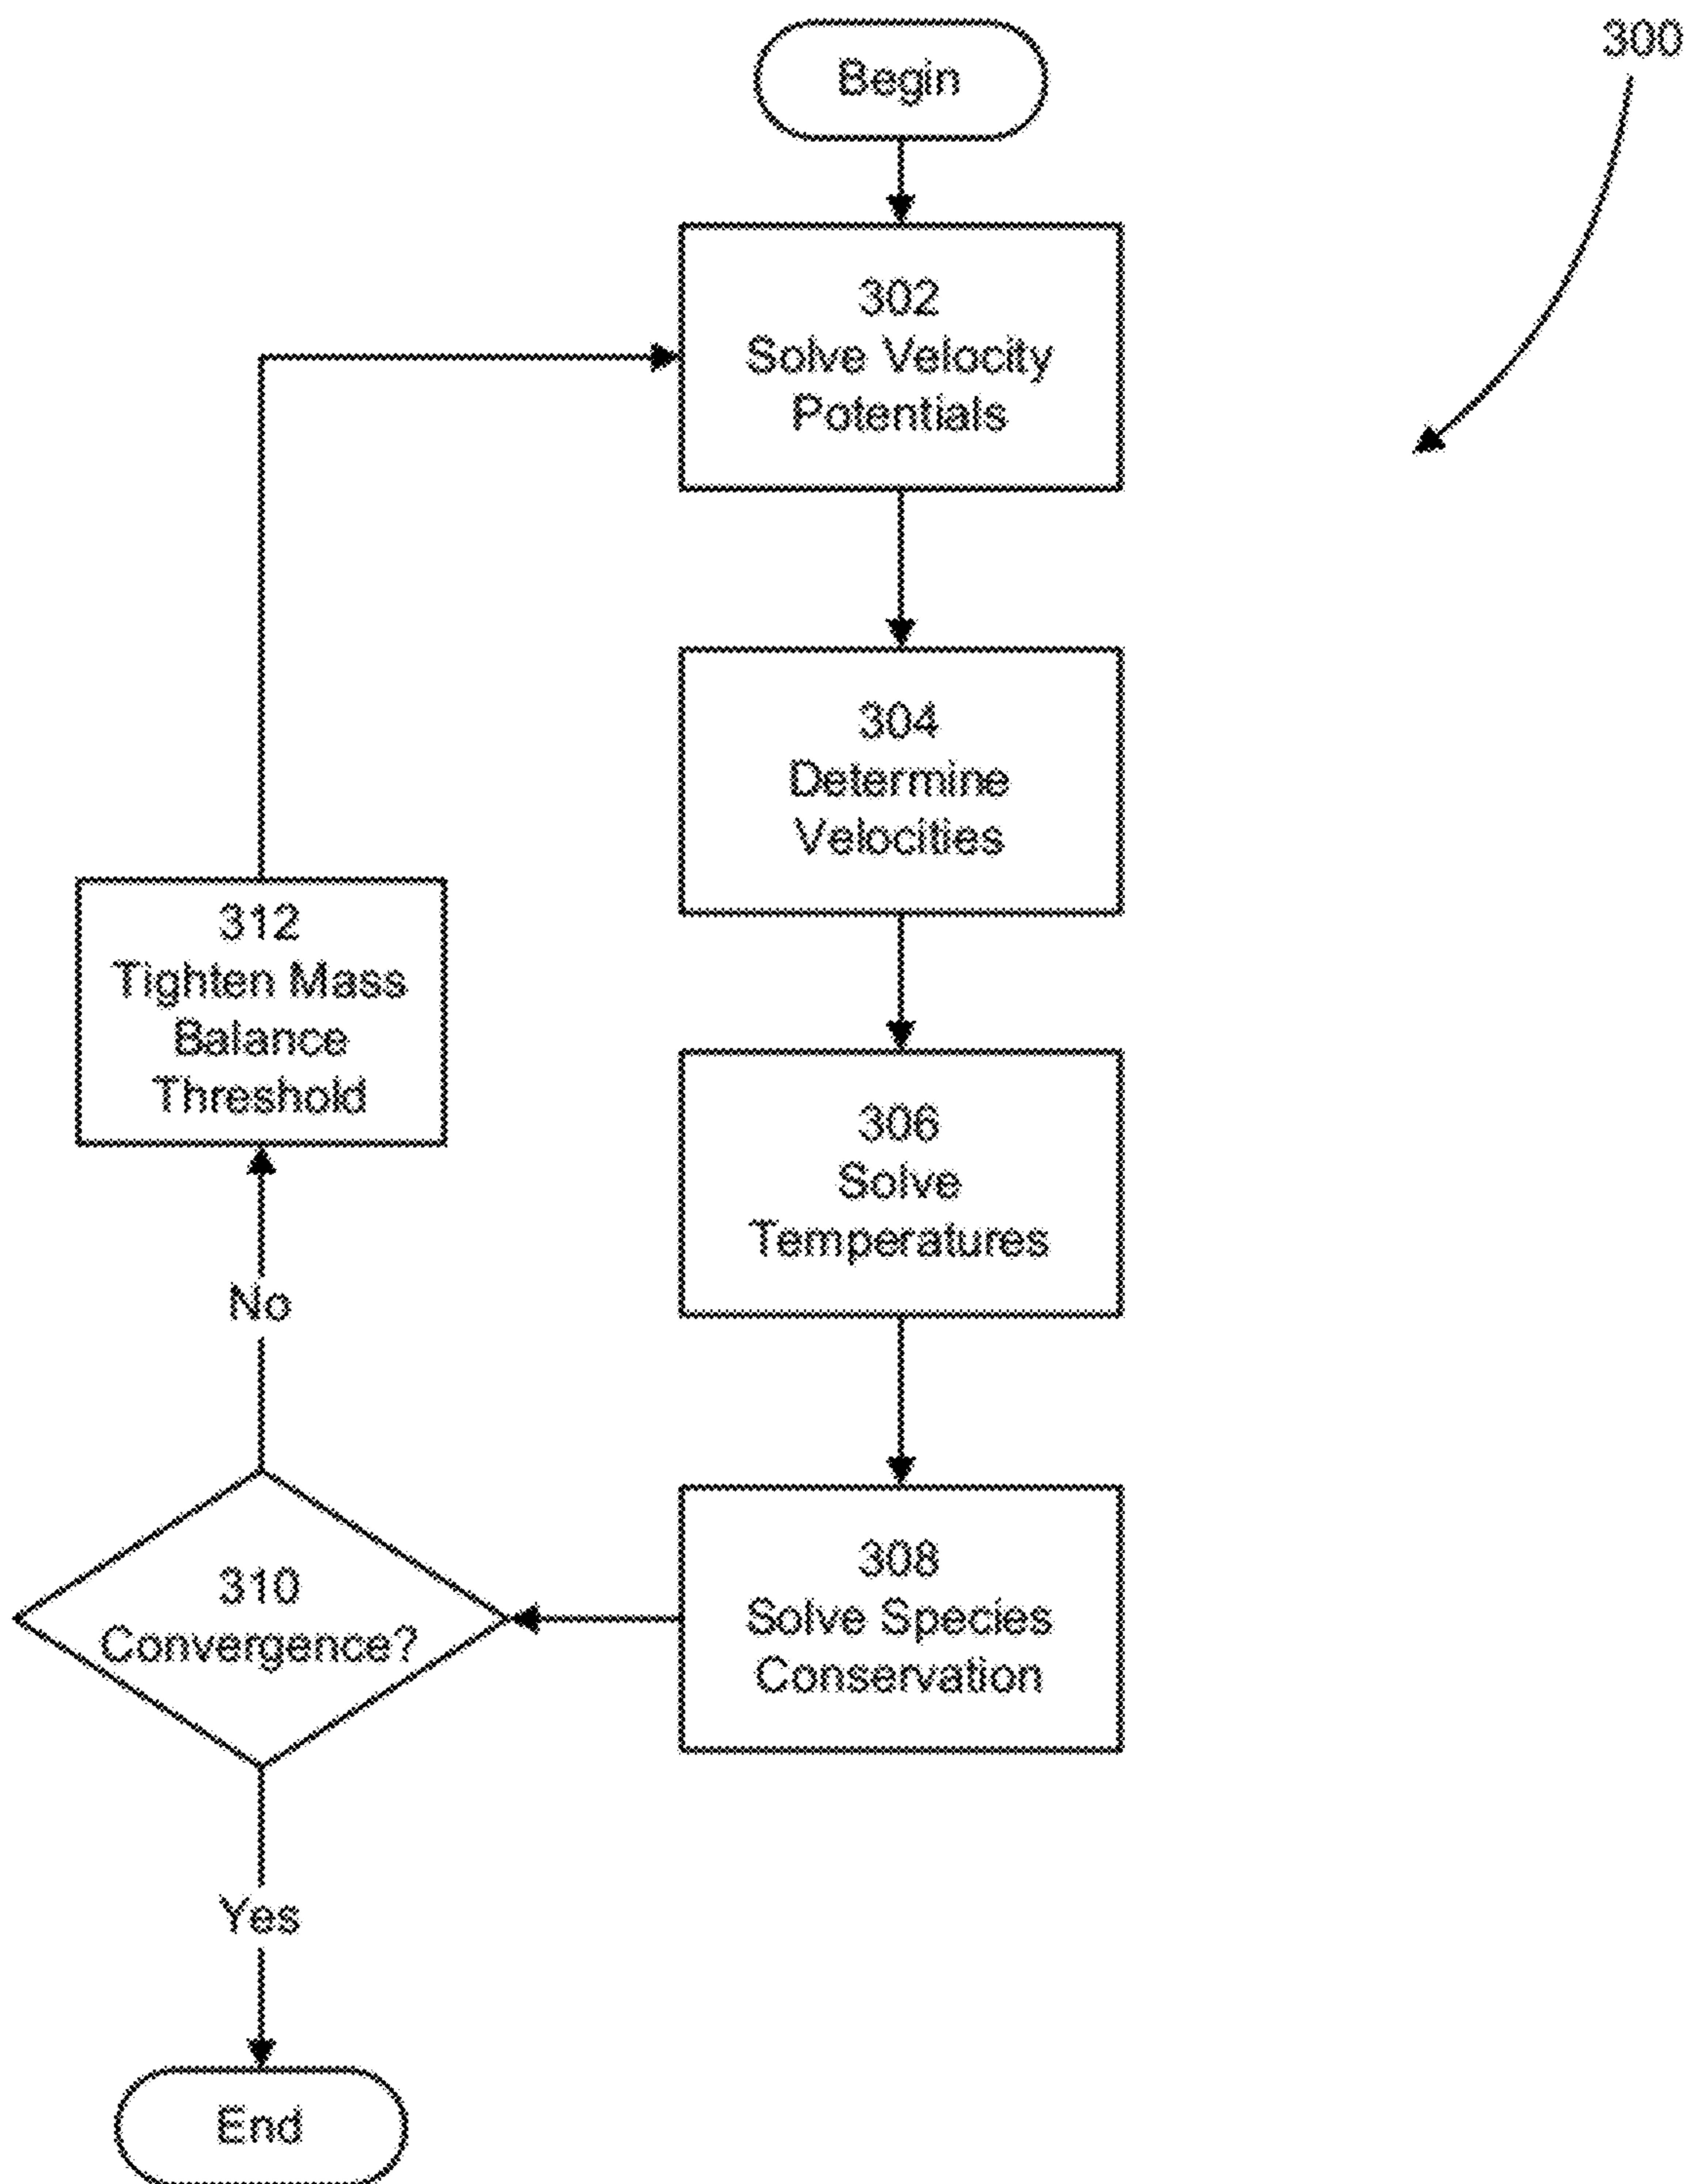 300
Begin
302
Solve Velocity
Potentials
304
Determine
Velocities
306
Solve
Temperatures
308
Solve Species
Conservation
310
Convergence?
No
312
Tighten Mass
Balance
Threshold
Yes
End